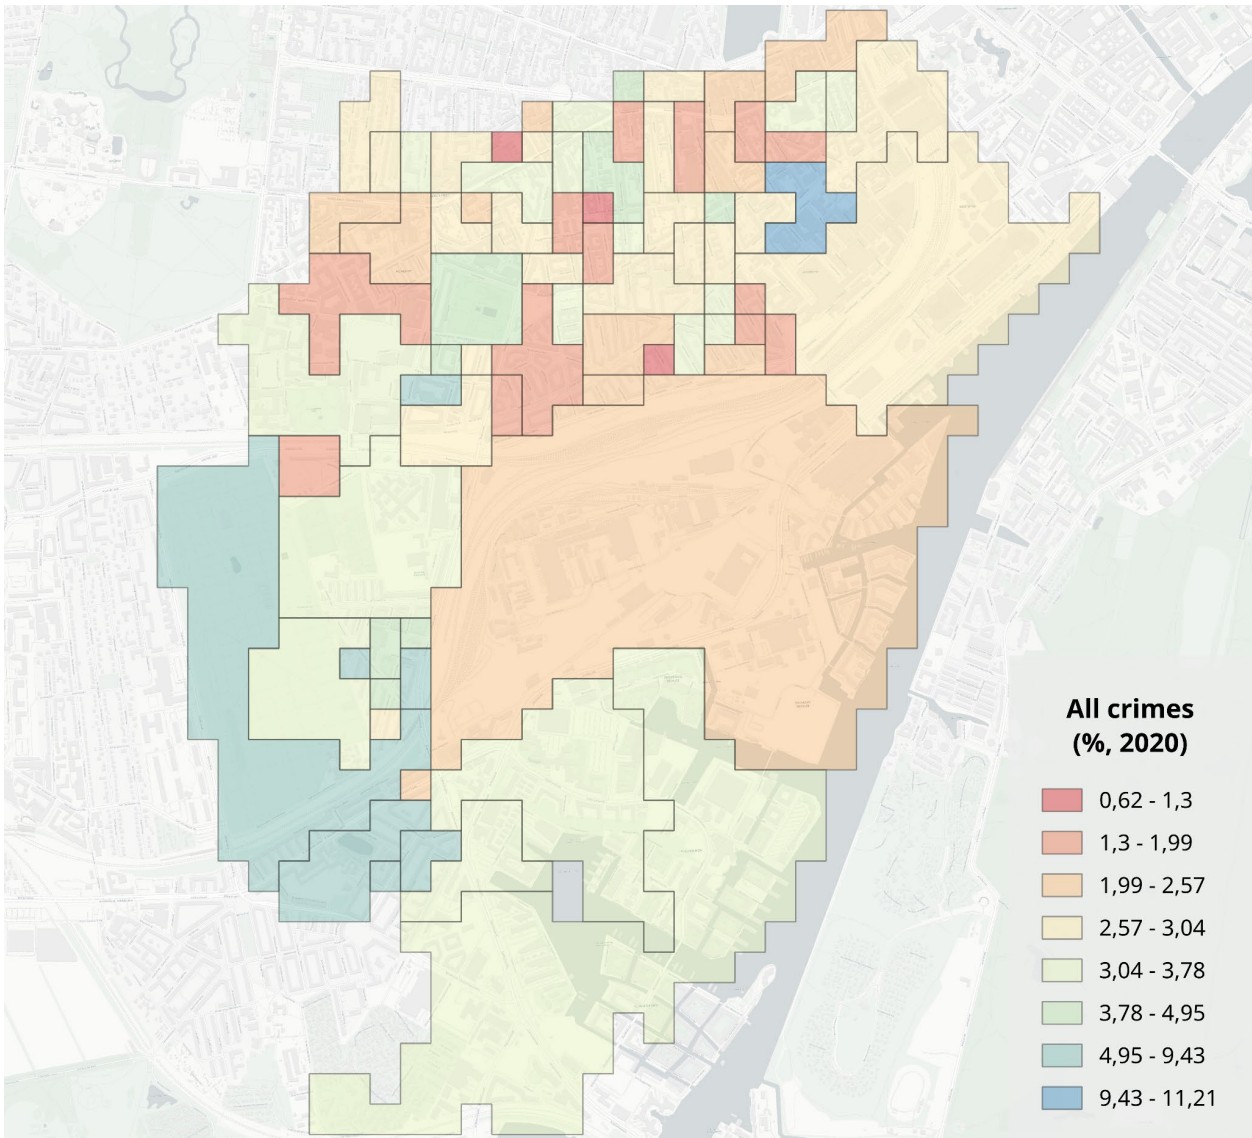 All crimes
(%, 2020)
0,62 - 1,3
1,3 - 1,99
1,99 - 2,57
2,57 - 3,04
3,04 - 3,78
3,78 - 4,95
4,95 - 9,43
9,43 - 11,21